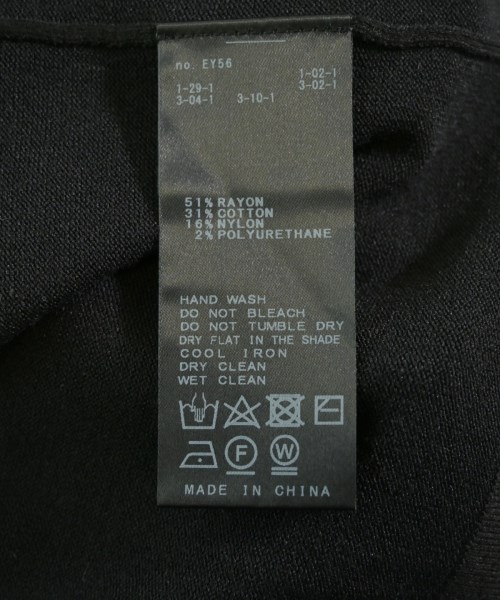 no. EY56
1-02-1
1-29-1 3-02-1
3-04-1 3-10-1
51% RAYON
31% COTTON
16% NYLON
2% POLYURETHANE
HAND WASH
DO NOT BLEACH
DO NOT TUMBLE DRY
DRY FLAT IN THE SHADE
COOL IRON
DRY CLEAN
WET CLEAN
F W
MADE IN CHINA